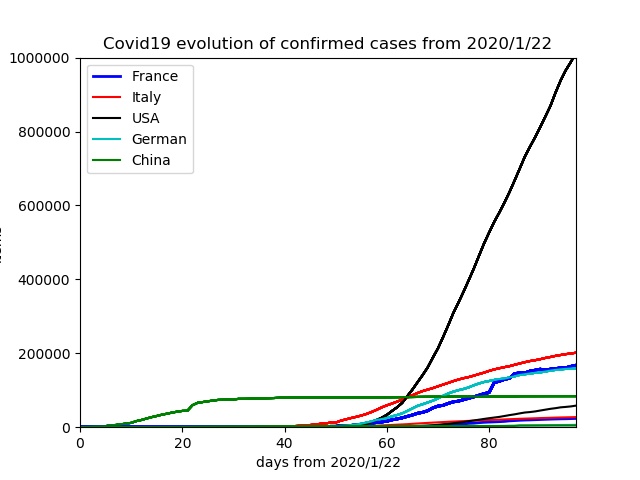 Covid19 evolution of confirmed cases from 2020/1/22
1000000
800000
600000
400000
200000
0
France
Italy
USA
German
China
0
20
40
60
80
days from 2020/1/22